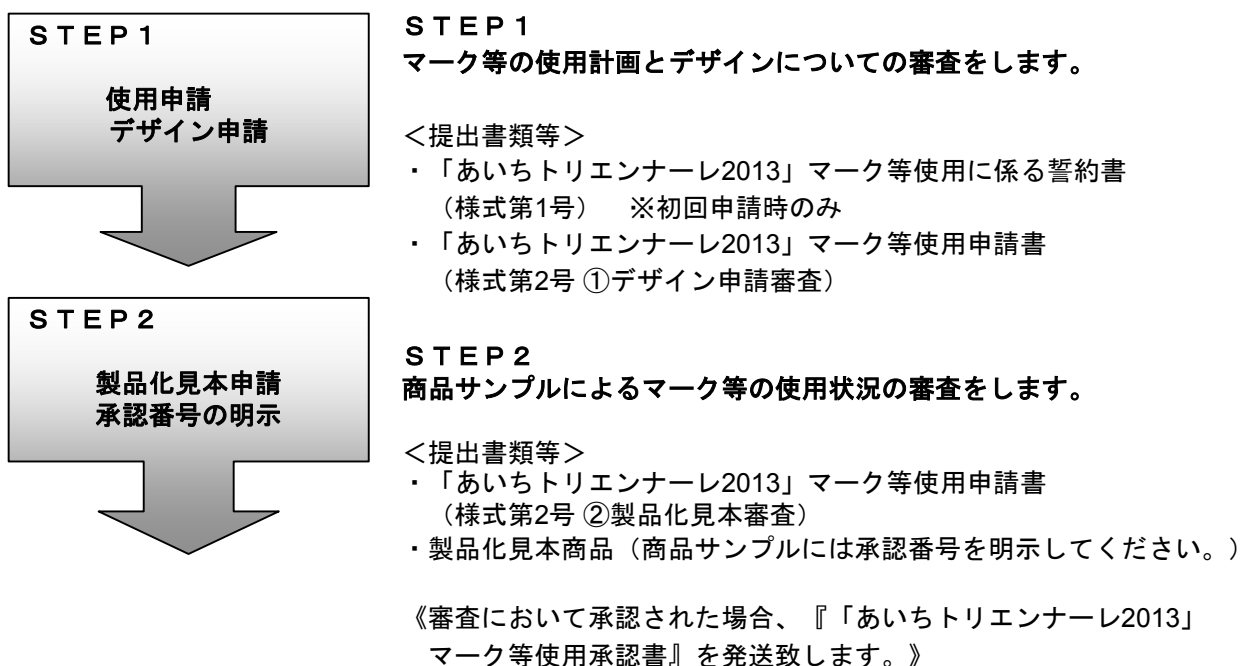 ＳＴＥＰ１
使用申請
デザイン申請
ＳＴＥＰ１
マーク等の使用計画とデザインについての審査をします。
＜提出書類等＞
・「あいちトリエンナーレ2013」マーク等使用に係る誓約書
（様式第1号）　※初回申請時のみ
・「あいちトリエンナーレ2013」マーク等使用申請書
（様式第2号 ①デザイン申請審査）
ＳＴＥＰ２
製品化見本申請
承認番号の明示
ＳＴＥＰ２
商品サンプルによるマーク等の使用状況の審査をします。
＜提出書類等＞
・「あいちトリエンナーレ2013」マーク等使用申請書
（様式第2号 ②製品化見本審査）
・製品化見本商品（商品サンプルには承認番号を明示してください。）
《審査において承認された場合、『「あいちトリエンナーレ2013」
マーク等使用承認書』を発送致します。》